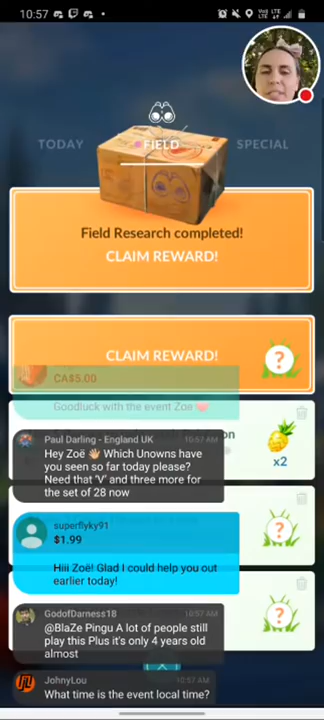 10:57
TODAY
FIELD
SPECIAL
Field Research completed!
CLAIM REWARD!
CLAIM REWARD!
CA$5.00
Goodluck with the event Zoe
x2
Paul Darling - England UK 10:57 AM
Hey Zoë 👋 Which Unowns have
you seen so far today please?
Need that 'V' and three more for
the set of 28 now
superflyky91
$1.99
Hiii Zoë! Glad I could help you out
earlier today!
GodofDarness18 10:57 AM
@BlaZe Pingu A lot of people still
play this Plus it's only 4 years old
almost
JohnyLou 10:57 AM
What time is the event local time?